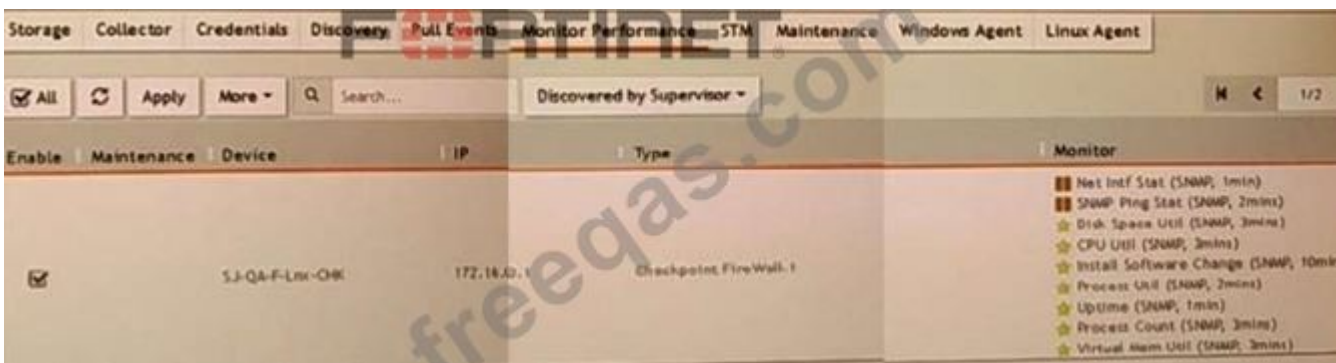 FORTINET
freeqas.com
Storage Collector Credentials Discovery Pull Events Monitor Performance STM Maintenance Windows Agent Linux Agent
All Apply More Search... Discovered by Supervisor 1/2
Enable Maintenance Device IP Type Monitor
Net Intf Stat (SNMP, 1min)
SNMP Ping Stat (SNMP, 2mins)
Disk Space Util (SNMP, 3mins)
CPU Util (SNMP, 3mins)
Install Software Change (SNMP, 10min
SJ-QA-F-Lnx-CHK Checkpoint FireWall-1
Process Util (SNMP, 2mins)
Uptime (SNMP, 1min)
Process Count (SNMP, 3mins)
Virtual Mem Util (SNMP, 3mins)